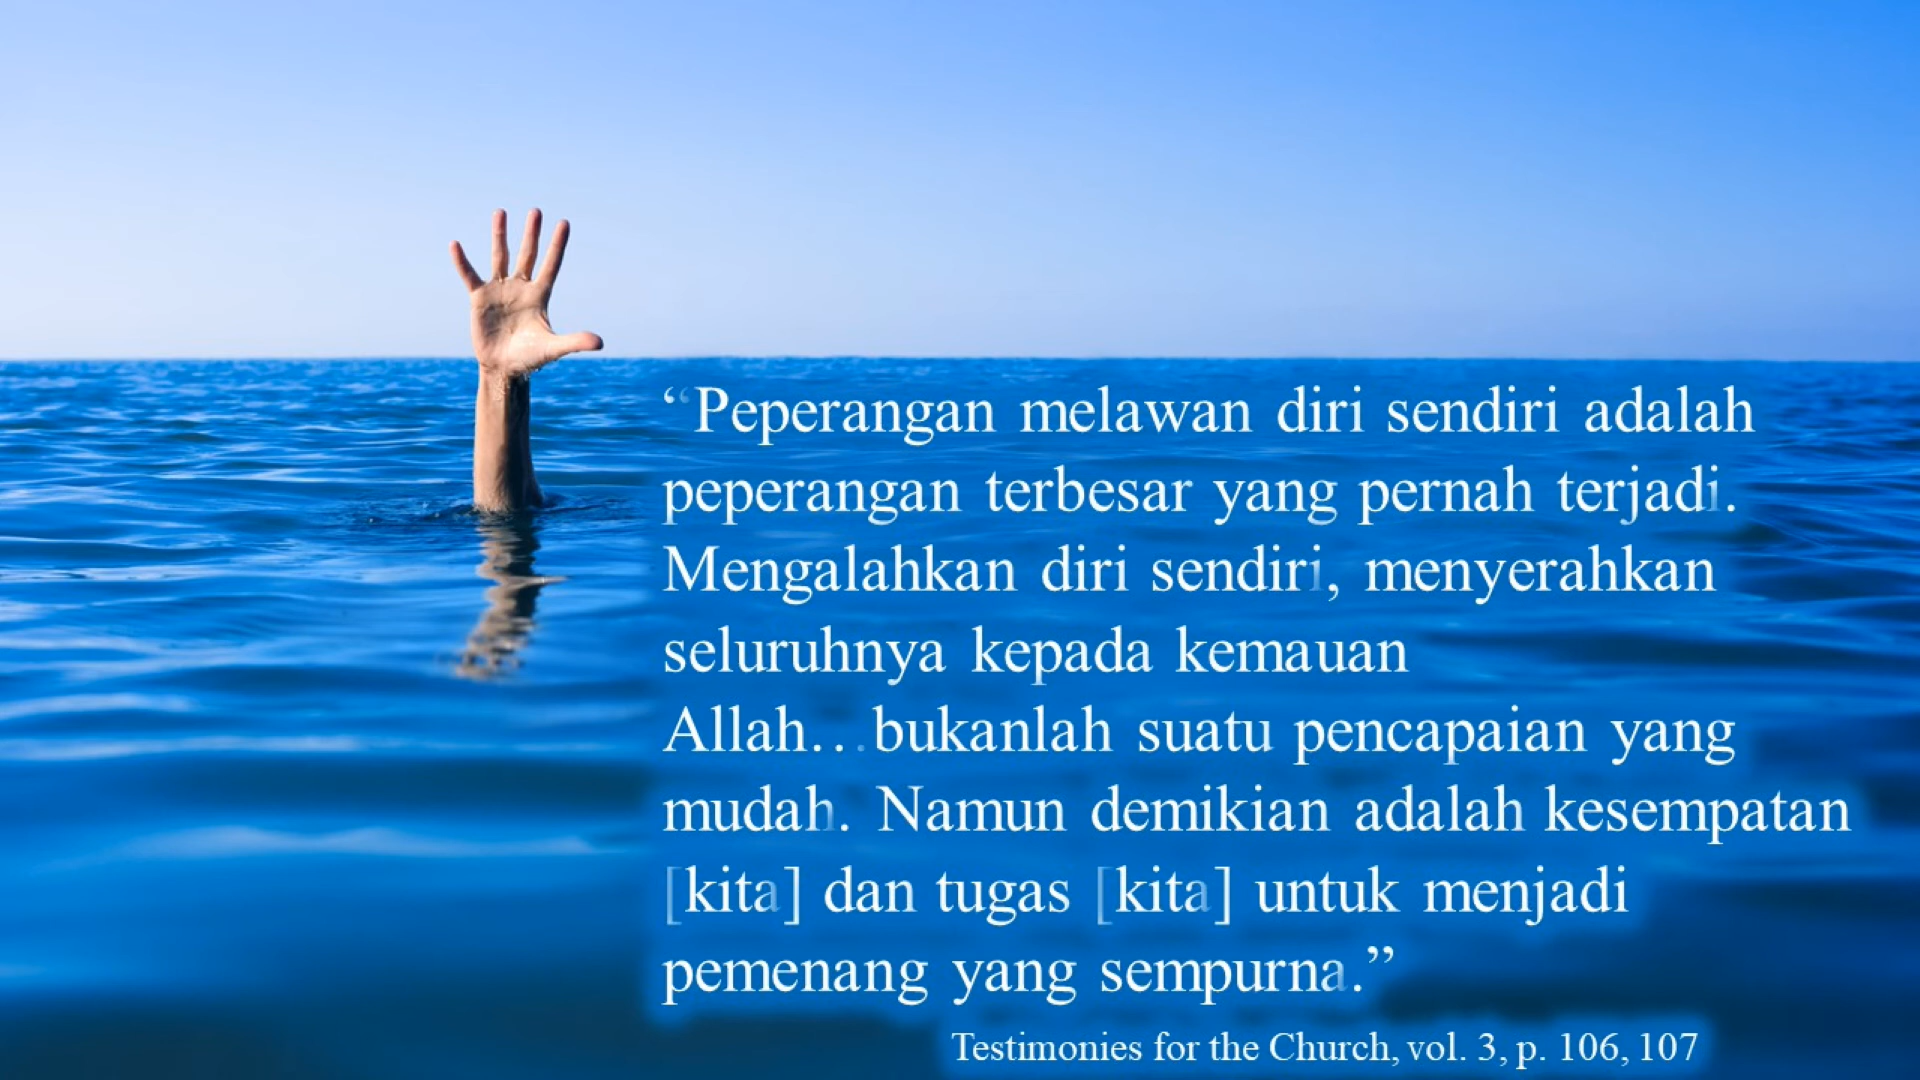 “Peperangan melawan diri sendiri adalah
peperangan terbesar yang pernah terjadi.
Mengalahkan diri sendiri, menyerahkan
seluruhnya kepada kemauan
Allah…bukanlah suatu pencapaian yang
mudah. Namun demikian adalah kesempatan
[kita] dan tugas [kita] untuk menjadi
pemenang yang sempurna.”
Testimonies for the Church, vol. 3, p. 106, 107